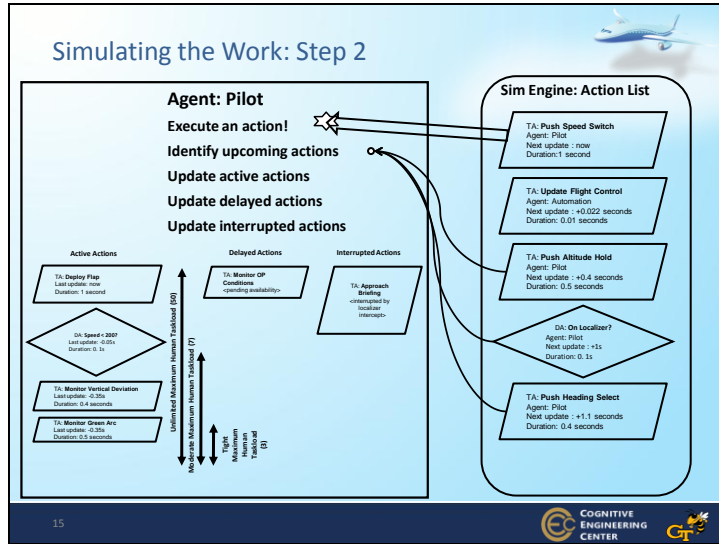 Simulating the Work: Step 2
Agent: Pilot
Execute an action!
Identify upcoming actions
Update active actions
Update delayed actions
Update interrupted actions
Active Actions
TA: Deploy Flap
Last update: now
Duration: 1 second
DA: Speed < 200?
Last update: -0.05s
Duration: 0. 1s
TA: Monitor Vertical Deviation
Last update: -0.35s
Duration: 0.4 seconds
TA: Monitor Green Arc
Last update: -0.35s
Duration: 0.5 seconds
Unlimited Maximum Human Taskload (50)
Moderate Maximum Human Taskload (7)
Tight
Maximum
Human
Taskload
(3)
Delayed Actions
TA: Monitor OP
Conditions
<pending availability>
Interrupted Actions
TA: Approach
Briefing
<interrupted by
localizer
intercept>
Sim Engine: Action List
TA: Push Speed Switch
Agent: Pilot
Next update : now
Duration:1 second
TA: Update Flight Control
Agent: Automation
Next update : +0.022 seconds
Duration: 0.01 seconds
TA: Push Altitude Hold
Agent: Pilot
Next update : +0.4 seconds
Duration: 0.5 seconds
DA: On Localizer?
Agent: Pilot
Next update : +1s
Duration: 0. 1s
TA: Push Heading Select
Agent: Pilot
Next update : +1.1 seconds
Duration: 0.4 seconds
15
COGNITIVE
ENGINEERING
CENTER
GT